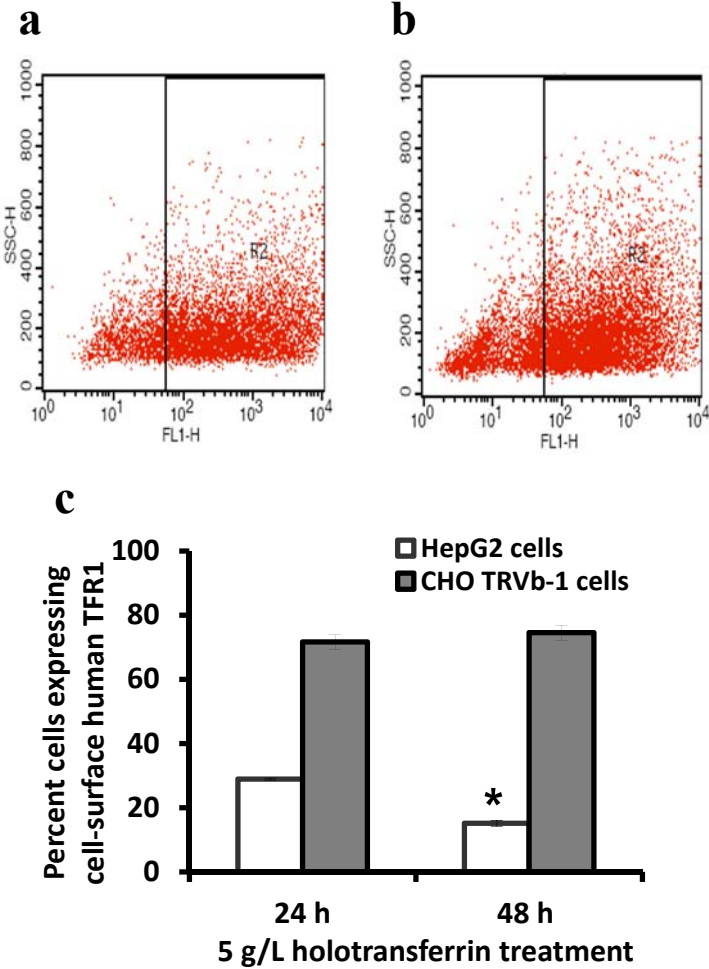 a
b
1000
800
600
400
200
0
SSC-H
R2
10^0 10^1 10^2 10^3 10^4
FL1-H
1000
800
600
400
200
0
SSC-H
R2
10^0 10^1 10^2 10^3 10^4
FL1-H
c
Percent cells expressing
cell-surface human TFR1
100
80
60
40
20
0
HepG2 cells
CHO TRVb-1 cells
*
24 h 48 h
5 g/L holotransferrin treatment